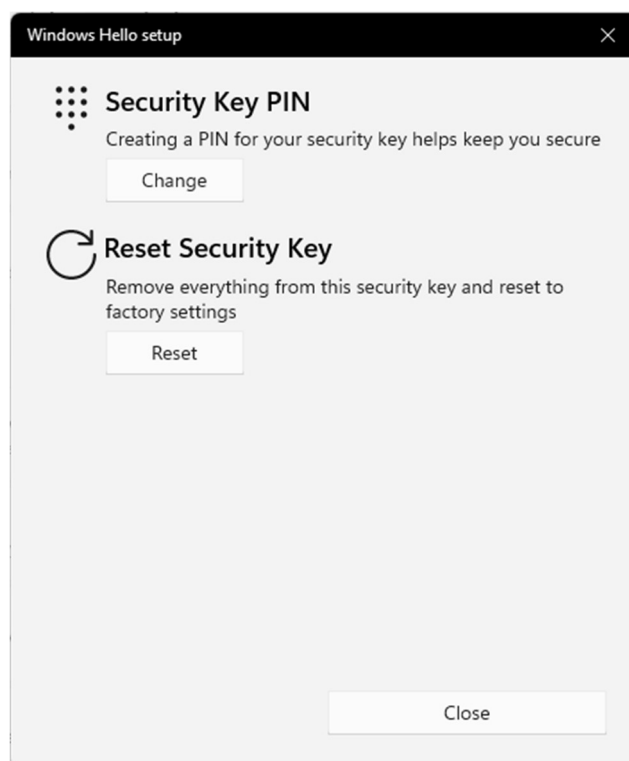 Windows Hello setup
Security Key PIN
Creating a PIN for your security key helps keep you secure
Change
Reset Security Key
Remove everything from this security key and reset to
factory settings
Reset
Close